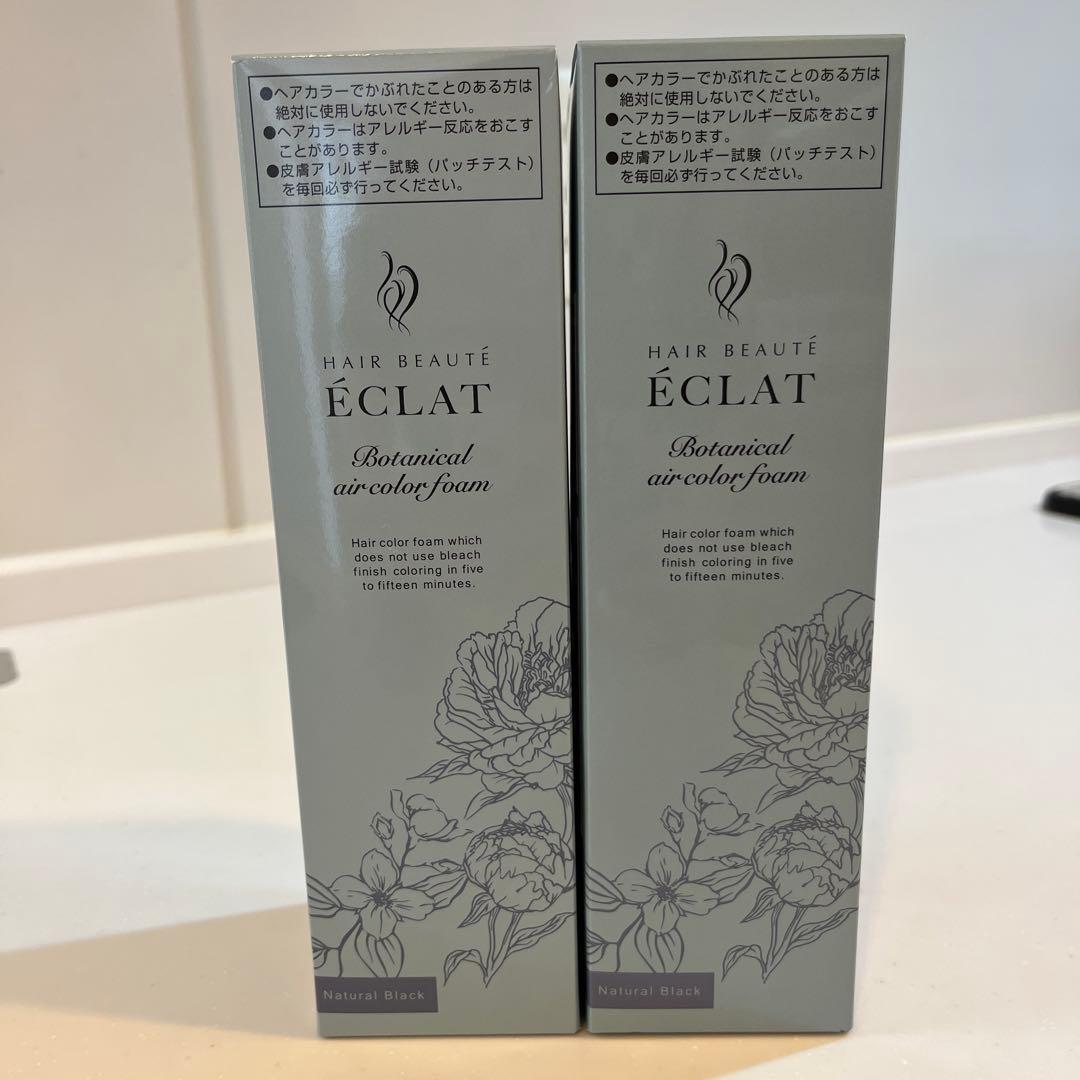 ●ヘアカラーでかぶれたことのある方は
絶対に使用しないでください。
●ヘアカラーはアレルギー反応をおこす
ことがあります。
●皮膚アレルギー試験（パッチテスト）
を毎回必ず行ってください。
HAIR BEAUTÉ
ÉCLAT
Botanical
air color foam
Hair color foam which
does not use bleach
finish coloring in five
to fifteen minutes.
Natural Black
●ヘアカラーでかぶれたことのある方は
絶対に使用しないでください。
●ヘアカラーはアレルギー反応をおこす
ことがあります。
●皮膚アレルギー試験（パッチテスト）
を毎回必ず行ってください。
HAIR BEAUTÉ
ÉCLAT
Botanical
air color foam
Hair color foam which
does not use bleach
finish coloring in five
to fifteen minutes.
Natural Black